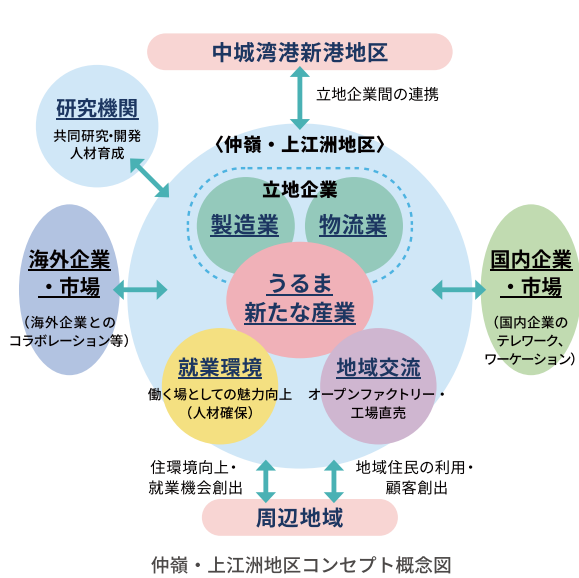 中城湾港新港地区
立地企業間の連携
研究機関
共同研究・開発
人材育成
〈仲嶺・上江洲地区〉
立地企業
製造業
物流業
海外企業
・市場
（海外企業との
コラボレーション等）
うるま
新たな産業
国内企業
・市場
（国内企業の
テレワーク、
ワーケーション）
就業環境
働く場としての魅力向上
（人材確保）
地域交流
オープンファクトリー・
工場直売
住環境向上・
就業機会創出
地域住民の利用・
顧客創出
周辺地域
仲嶺・上江洲地区コンセプト概念図